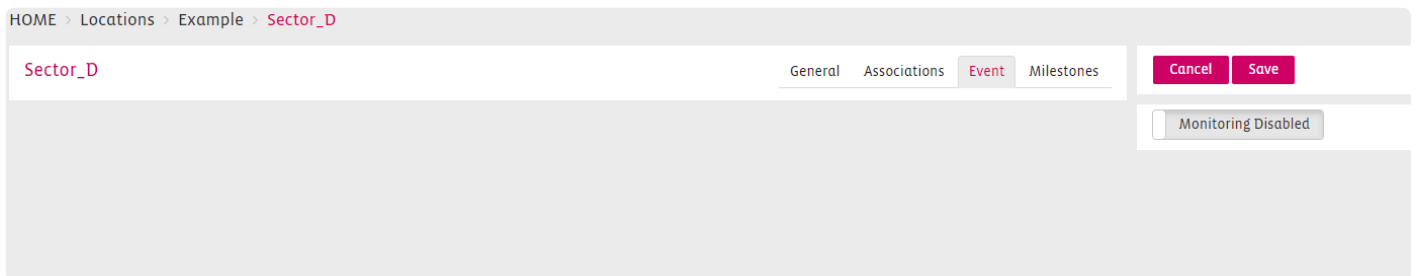 HOME > Locations > Example > Sector_D
Sector_D
General Associations Event Milestones
Cancel Save
Monitoring Disabled